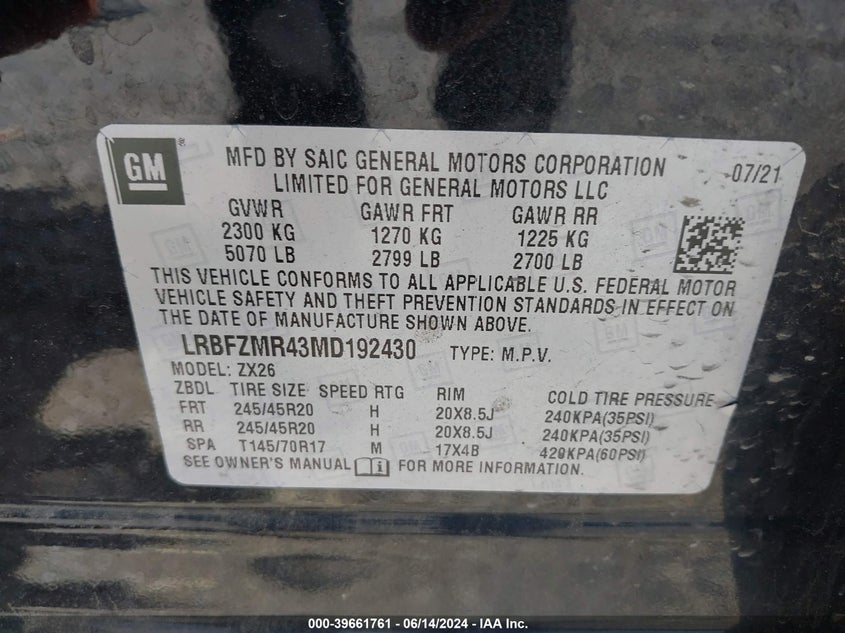 GM
MFD BY SAIC GENERAL MOTORS CORPORATION
LIMITED FOR GENERAL MOTORS LLC
07/21
GVWR GAWR FRT GAWR RR
2300 KG 1270 KG 1225 KG
5070 LB 2799 LB 2700 LB
THIS VEHICLE CONFORMS TO ALL APPLICABLE U.S. FEDERAL MOTOR
VEHICLE SAFETY AND THEFT PREVENTION STANDARDS IN EFFECT ON
THE DATE OF MANUFACTURE SHOWN ABOVE.
LRBFZMR43MD192430 TYPE: M.P.V.
MODEL: ZX26
ZBDL TIRE SIZE SPEED RTG RIM COLD TIRE PRESSURE
FRT 245/45R20 H 20X8.5J 240KPA(35PSI)
RR 245/45R20 H 20X8.5J 240KPA(35PSI)
SPA T145/70R17 M 17X4B 420KPA(60PSI)
SEE OWNER'S MANUAL FOR MORE INFORMATION.
000-39661761 - 06/14/2024 - IAA Inc.